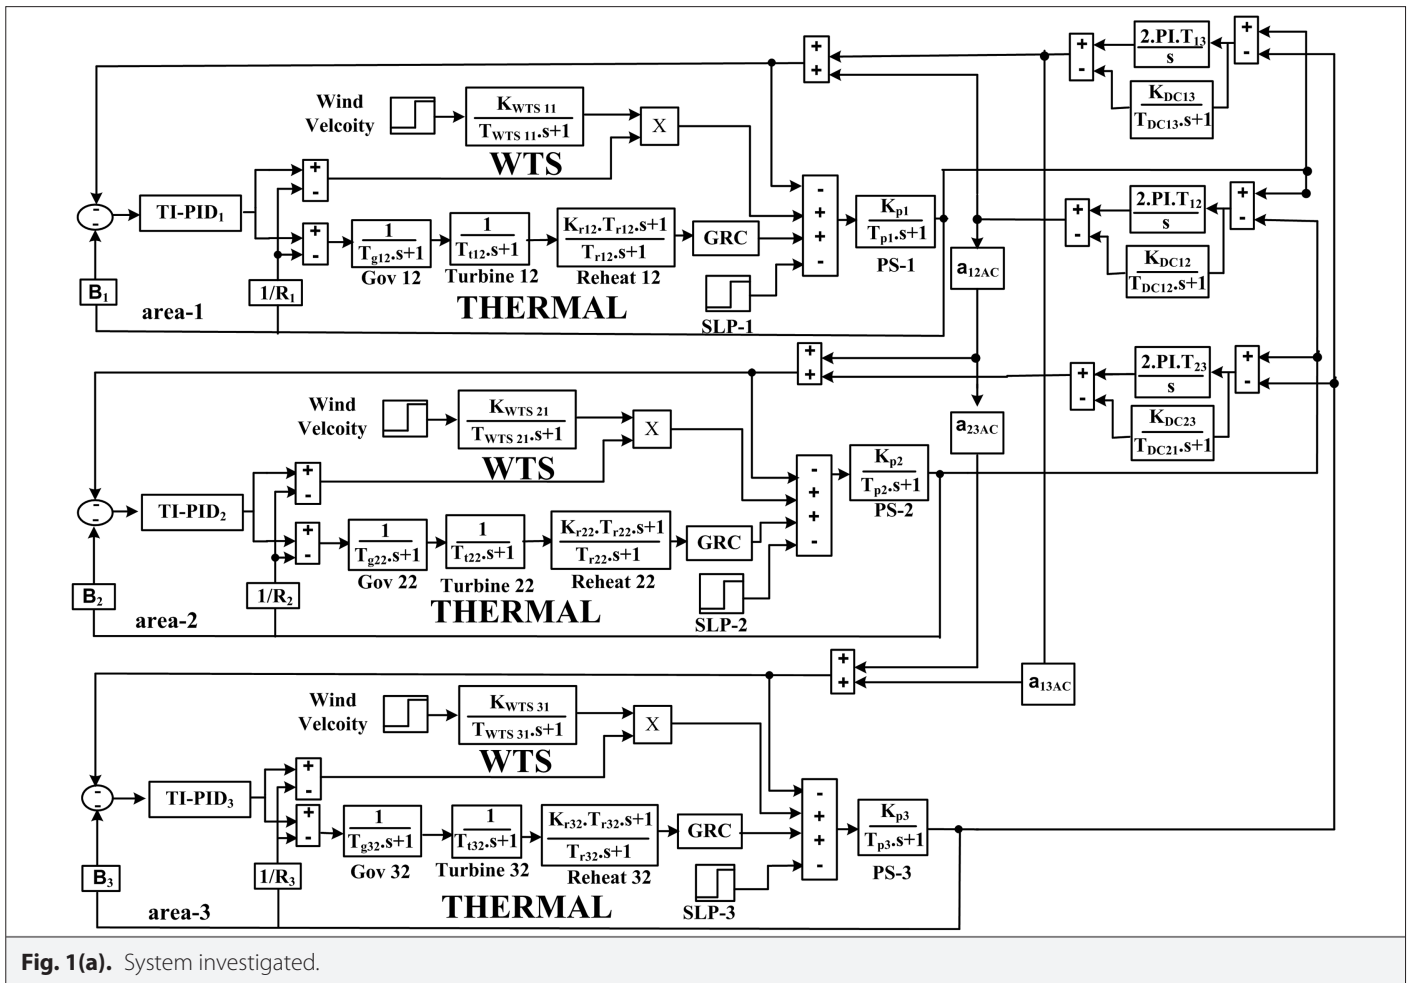 2.PI.T13
s
+
-
+
-
KDC13
TDC13.s+1
+
+
Wind
Velcoity
KWTS 11
TWTS 11.s+1
X
WTS
+
-
-
-
TI-PID1
+
-
1
Tg12.s+1
Gov 12
1
Tt12.s+1
Turbine 12
Kr12.Tr12.s+1
Tr12.s+1
Reheat 12
GRC
-
+
+
-
Kp1
Tp1.s+1
PS-1
B1
area-1
1/R1
THERMAL
SLP-1
a12AC
2.PI.T12
s
+
-
+
-
KDC12
TDC12.s+1
+
+
2.PI.T23
s
+
-
+
-
KDC23
TDC21.s+1
a23AC
Wind
Velcoity
KWTS 21
TWTS 21.s+1
X
WTS
+
-
-
-
TI-PID2
+
-
1
Tg22.s+1
Gov 22
1
Tt22.s+1
Turbine 22
Kr22.Tr22.s+1
Tr22.s+1
Reheat 22
GRC
-
+
+
-
Kp2
Tp2.s+1
PS-2
B2
area-2
1/R2
THERMAL
SLP-2
+
+
a13AC
Wind
Velcoity
KWTS 31
TWTS 31.s+1
X
WTS
+
-
-
-
TI-PID3
+
-
1
Tg32.s+1
Gov 32
1
Tt32.s+1
Turbine 32
Kr32.Tr32.s+1
Tr32.s+1
Reheat 32
GRC
-
+
+
-
Kp3
Tp3.s+1
PS-3
B3
area-3
1/R3
THERMAL
SLP-3
Fig. 1(a). System investigated.